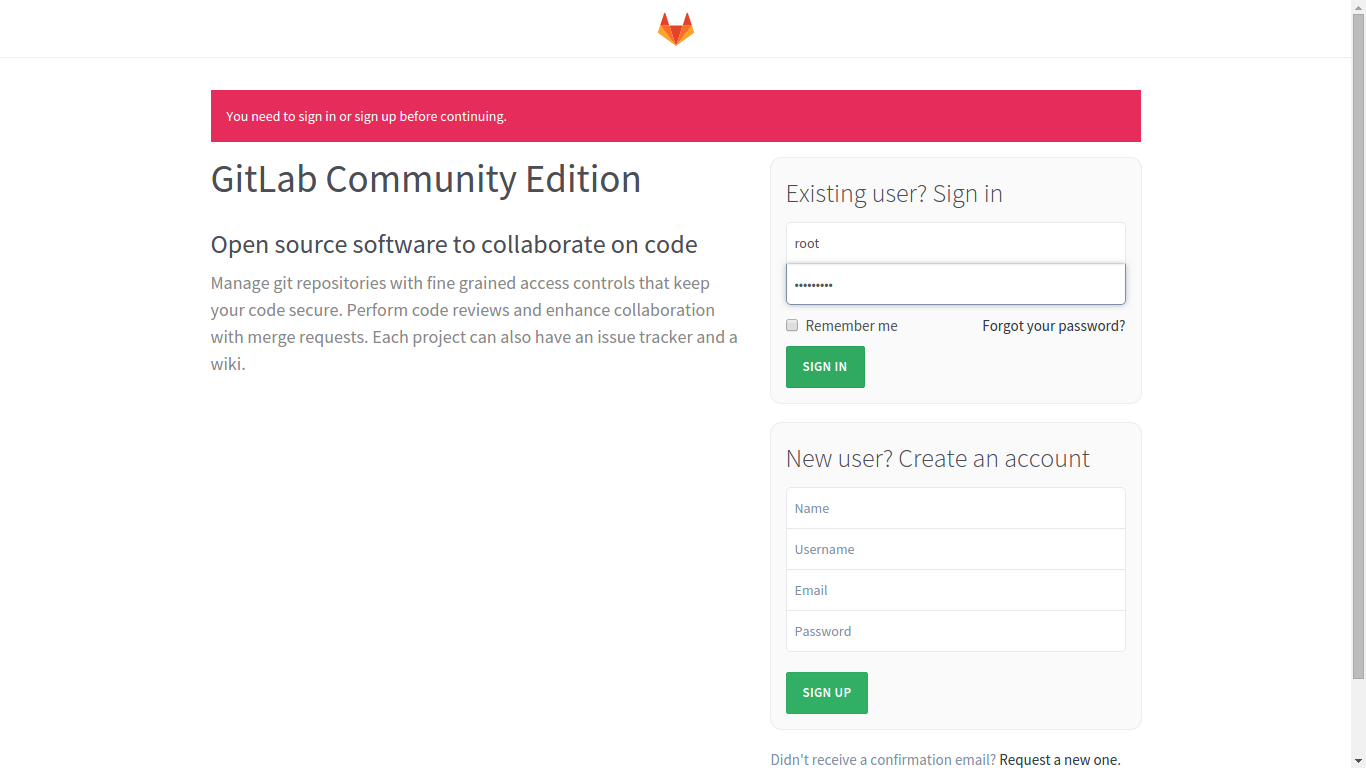 You need to sign in or sign up before continuing.
GitLab Community Edition
Open source software to collaborate on code
Manage git repositories with fine grained access controls that keep
your code secure. Perform code reviews and enhance collaboration
with merge requests. Each project can also have an issue tracker and a
wiki.
Existing user? Sign in
root
•••••••••
Remember me
Forgot your password?
SIGN IN
New user? Create an account
Name
Username
Email
Password
SIGN UP
Didn't receive a confirmation email? Request a new one.